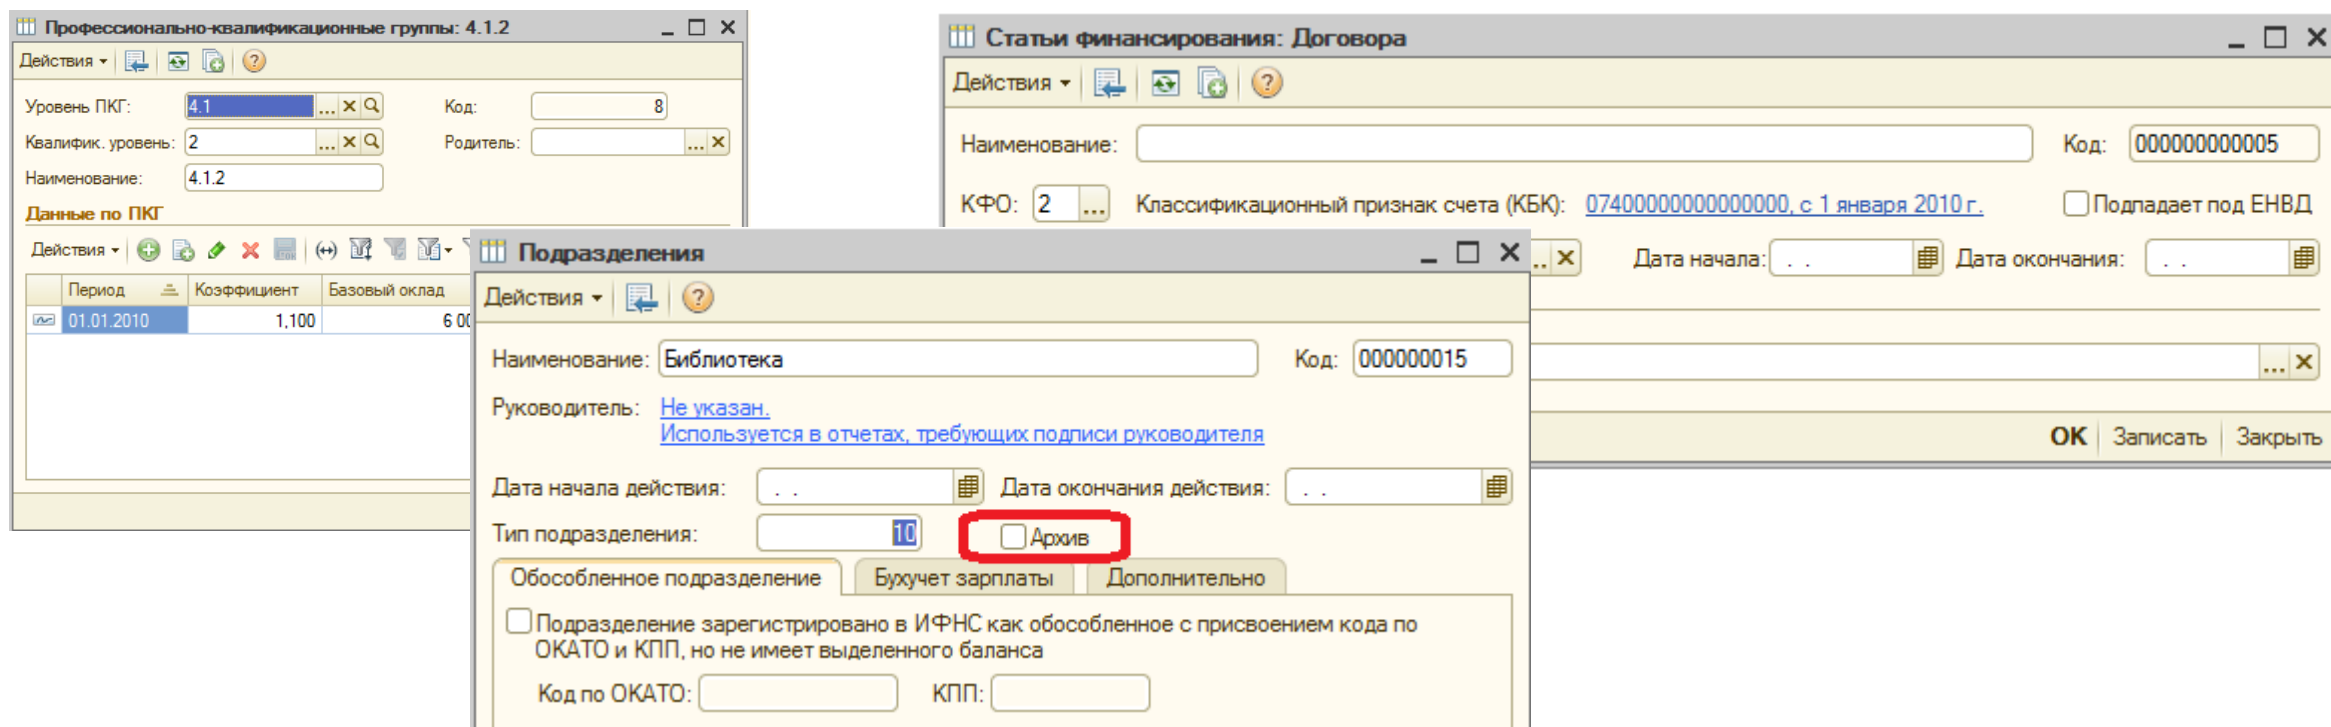 Профессионально-квалификационные группы: 4.1.2
Действия
Уровень ПКГ: 4.1 ... Код: 8
Квалифик. уровень: 2 ... Родитель: ...
Наименование: 4.1.2
Данные по ПКГ
Действия
Период Коэффициент Базовый оклад
01.01.2010 1,100 6 00
Статьи финансирования: Договора
Действия
Наименование: Код: 000000000005
КФО: 2 ... Классификационный признак счета (КБК): 07400000000000000, с 1 января 2010 г. Подпадает под ЕНВД
.. Дата начала: . . Дата окончания: . .
...
ОК Записать Закрыть
Подразделения
Действия
Наименование: Библиотека Код: 000000015
Руководитель: Не указан.
Используется в отчетах, требующих подписи руководителя
Дата начала действия: . . Дата окончания действия: . .
Тип подразделения: 10 Архив
Обособленное подразделение Бухучет зарплаты Дополнительно
Подразделение зарегистрировано в ИФНС как обособленное с присвоением кода по
ОКАТО и КПП, но не имеет выделенного баланса
Код по ОКАТО: КПП: